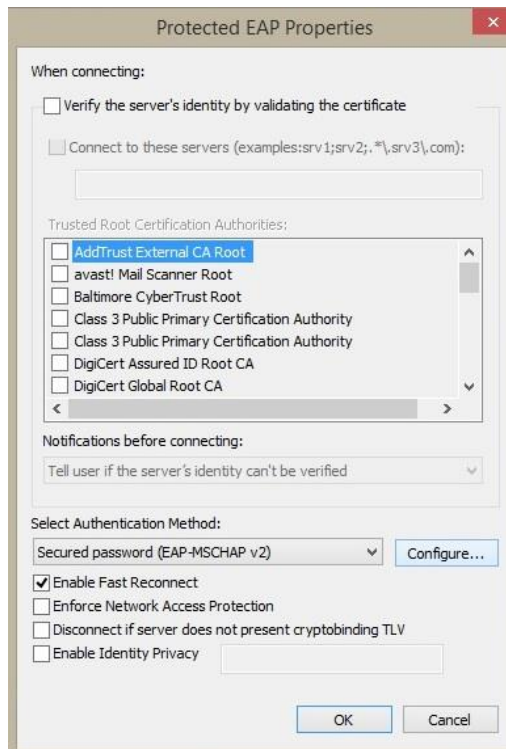 Protected EAP Properties
When connecting:
Verify the server's identity by validating the certificate
Connect to these servers (examples:srv1;srv2;.*\.srv3\.com):
Trusted Root Certification Authorities:
AddTrust External CA Root
avast! Mail Scanner Root
Baltimore CyberTrust Root
Class 3 Public Primary Certification Authority
Class 3 Public Primary Certification Authority
DigiCert Assured ID Root CA
DigiCert Global Root CA
Notifications before connecting:
Tell user if the server's identity can't be verified
Select Authentication Method:
Secured password (EAP-MSCHAP v2) Configure...
Enable Fast Reconnect
Enforce Network Access Protection
Disconnect if server does not present cryptobinding TLV
Enable Identity Privacy
OK Cancel